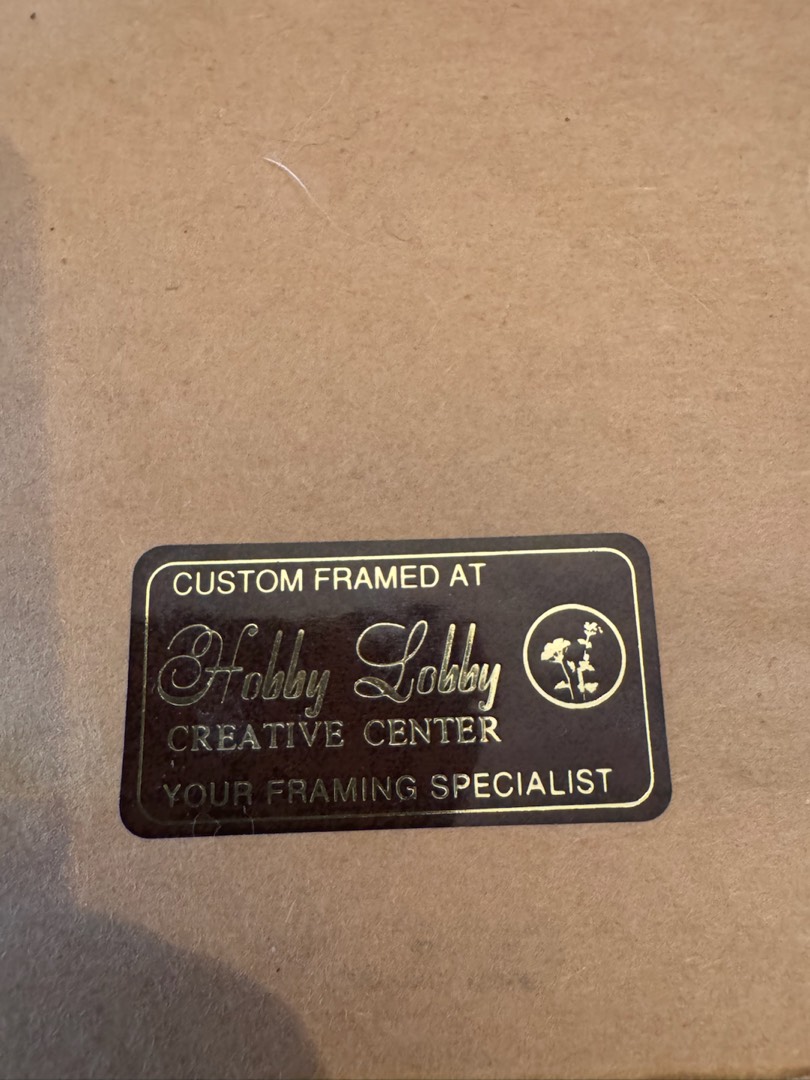 CUSTOM FRAMED AT
Hobby Lobby
CREATIVE CENTER
YOUR FRAMING SPECIALIST